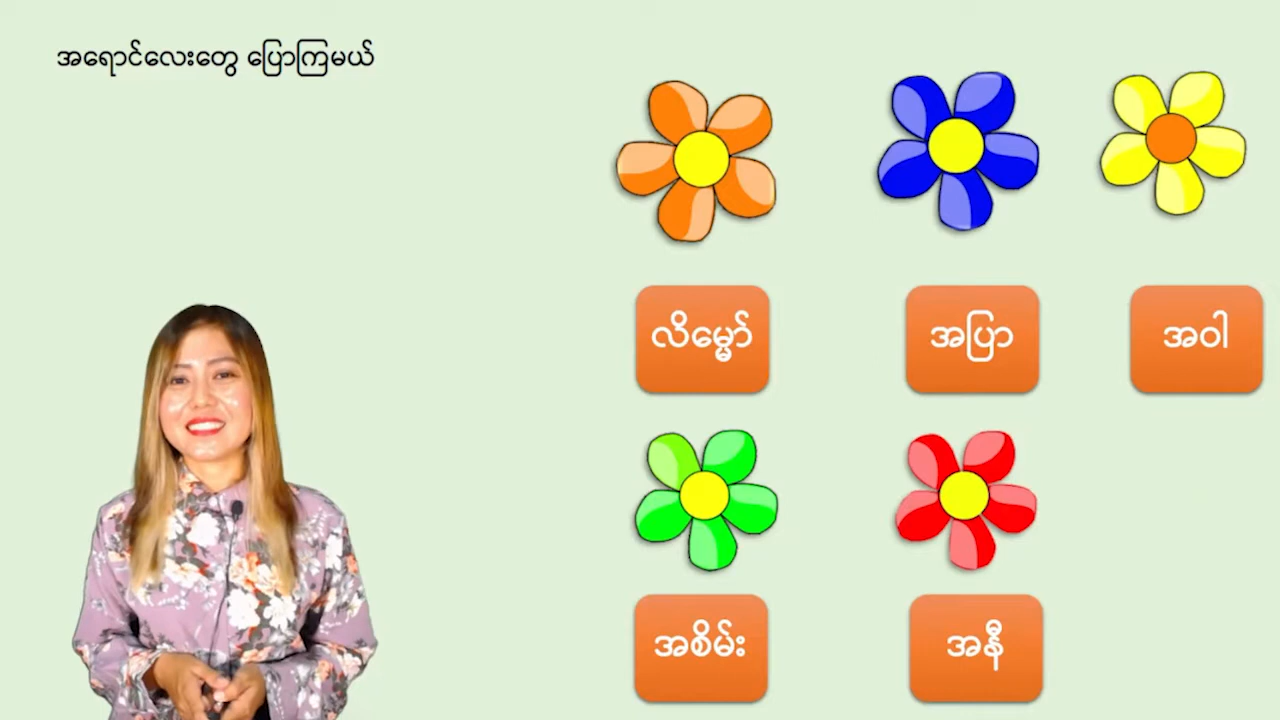 အရောင်လေးတွေ ပြောကြမယ်
လိမ္မော်
အပြာ
အဝါ
အစိမ်း
အနီ